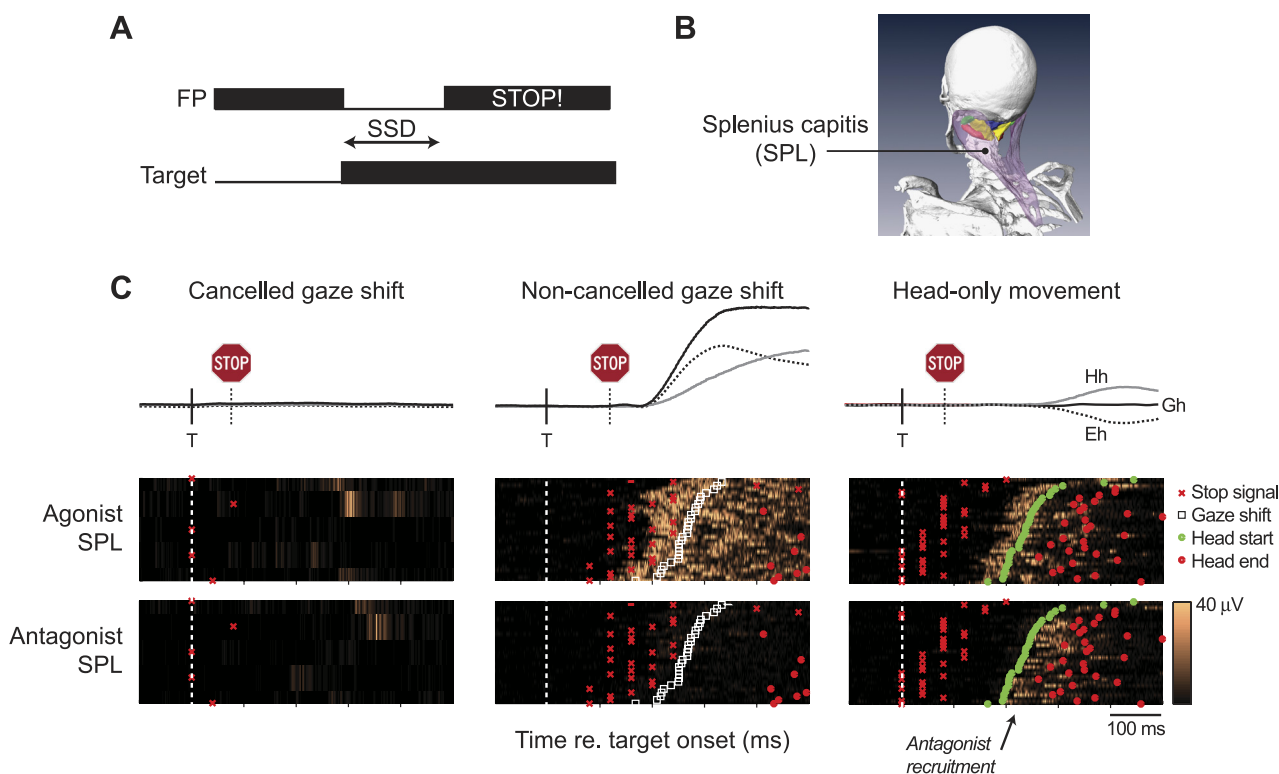 A
FP
STOP!
SSD
Target
B
Splenius capitis
(SPL)
C
Cancelled gaze shift
Non-cancelled gaze shift
Head-only movement
STOP
STOP
STOP
Hh
Gh
Eh
T
T
T
Agonist
SPL
Stop signal
Gaze shift
Head start
Head end
Antagonist
SPL
40 μV
100 ms
Time re. target onset (ms)
Antagonist
recruitment